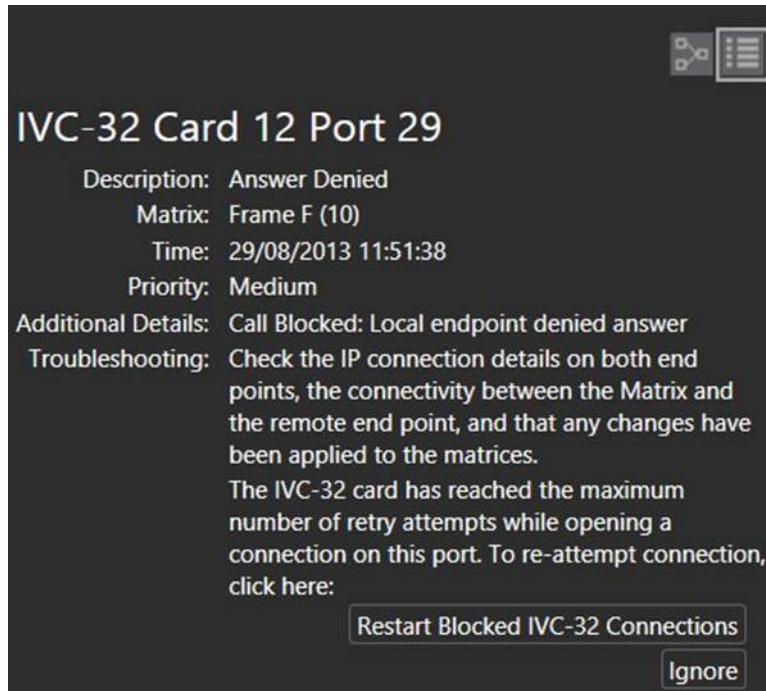 IVC-32 Card 12 Port 29
Description: Answer Denied
Matrix: Frame F (10)
Time: 29/08/2013 11:51:38
Priority: Medium
Additional Details: Call Blocked: Local endpoint denied answer
Troubleshooting: Check the IP connection details on both end
points, the connectivity between the Matrix and
the remote end point, and that any changes have
been applied to the matrices.
The IVC-32 card has reached the maximum
number of retry attempts while opening a
connection on this port. To re-attempt connection,
click here:
Restart Blocked IVC-32 Connections
Ignore